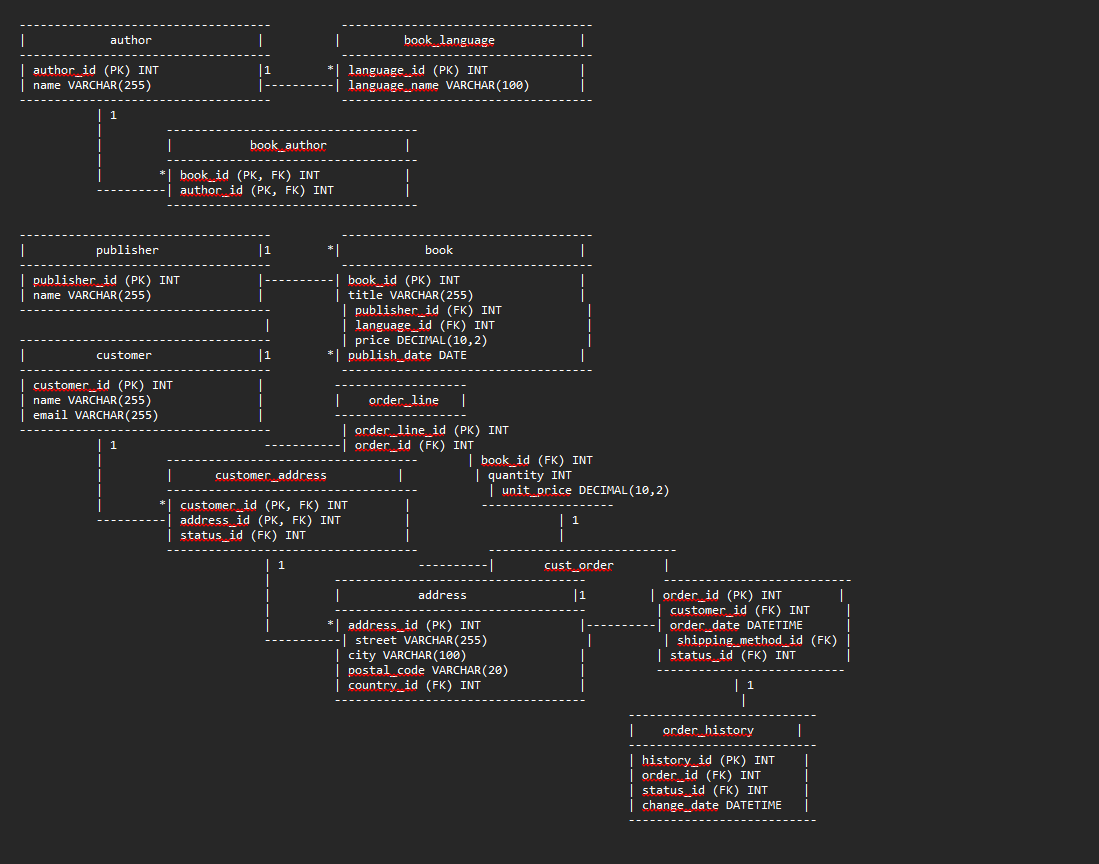 ----------------------------------- -----------------------------------
| author | | book_language |
----------------------------------- -----------------------------------
| author_id (PK) INT |1 *| language_id (PK) INT |
| name VARCHAR(255) |----------| language_name VARCHAR(100) |
----------------------------------- -----------------------------------
| 1
| -----------------------------------
| | book_author |
| -----------------------------------
| *| book_id (PK, FK) INT |
----------| author_id (PK, FK) INT |
-----------------------------------
----------------------------------- -----------------------------------
| publisher |1 *| book |
----------------------------------- -----------------------------------
| publisher_id (PK) INT |----------| book_id (PK) INT |
| name VARCHAR(255) | | title VARCHAR(255) |
----------------------------------- | publisher_id (FK) INT |
| | language_id (FK) INT |
----------------------------------- | price DECIMAL(10,2) |
| customer |1 *| publish_date DATE |
----------------------------------- -----------------------------------
| customer_id (PK) INT | -------------------
| name VARCHAR(255) | | order_line |
| email VARCHAR(255) | -------------------
----------------------------------- | order_line_id (PK) INT
| 1 -----------| order_id (FK) INT
| ----------------------------------- | book_id (FK) INT
| | customer_address | | quantity INT
| ----------------------------------- | unit_price DECIMAL(10,2)
| *| customer_id (PK, FK) INT | -------------------
----------| address_id (PK, FK) INT | | 1
| status_id (FK) INT | |
----------------------------------- ---------------------------
| 1 ----------| cust_order |
| ------------------------------------ ---------------------------
| | address |1 | order_id (PK) INT |
| ------------------------------------ | customer_id (FK) INT |
| *| address_id (PK) INT |----------| order_date DATETIME |
-----------| street VARCHAR(255) | | shipping_method_id (FK) |
| city VARCHAR(100) | | status_id (FK) INT |
| postal_code VARCHAR(20) | ---------------------------
| country_id (FK) INT | | 1
------------------------------------ |
---------------------------
| order_history |
---------------------------
| history_id (PK) INT |
| order_id (FK) INT |
| status_id (FK) INT |
| change_date DATETIME |
---------------------------